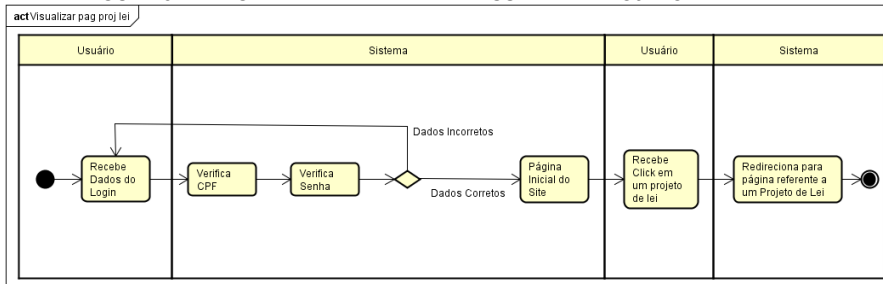 act Visualizar pag proj lei
Usuário
Sistema
Usuário
Sistema
Dados Incorretos
Recebe
Dados do
Login
Verifica
CPF
Verifica
Senha
Dados Corretos
Página
Inicial do
Site
Recebe
Click em
um projeto
de lei
Redireciona para
página referente a
um Projeto de Lei